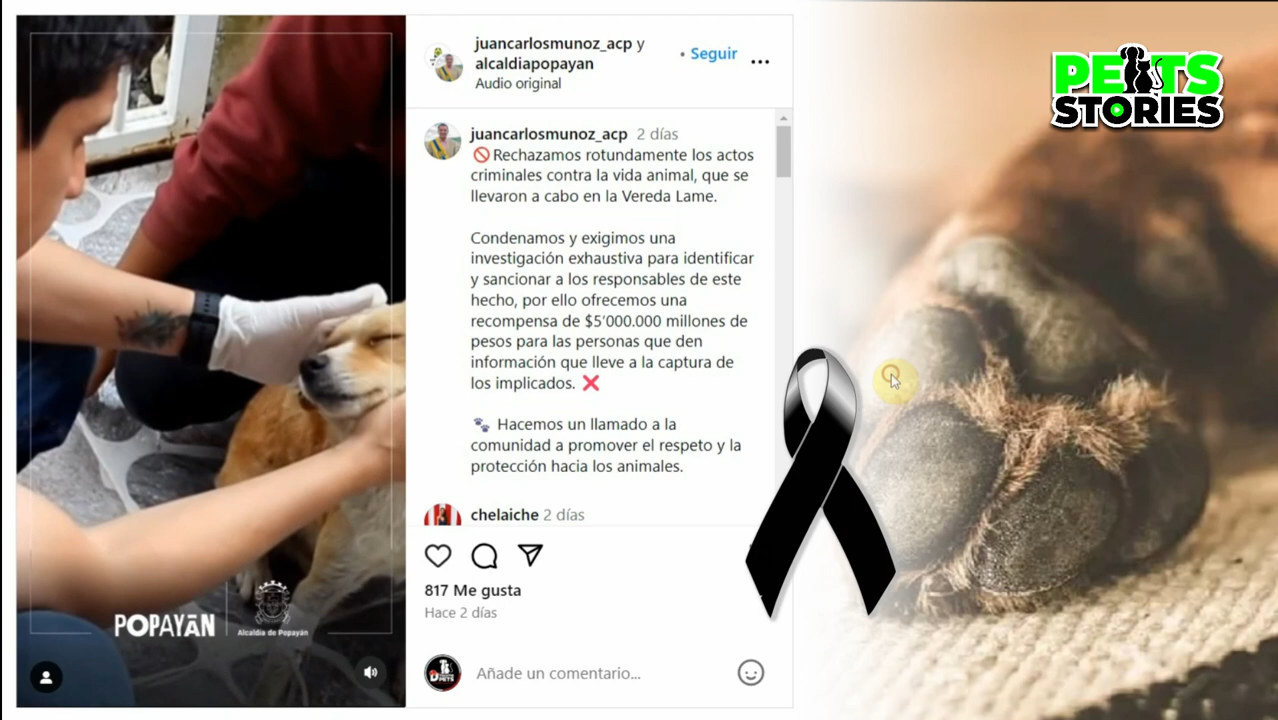 juancarlosmunoz_acp y
alcaldiapopayan
• Seguir
Audio original
juancarlosmunoz_acp 2 días
🚫Rechazamos rotundamente los actos
criminales contra la vida animal, que se
llevaron a cabo en la Vereda Lame.
Condenamos y exigimos una
investigación exhaustiva para identificar
y sancionar a los responsables de este
hecho, por ello ofrecemos una
recompensa de $5'000.000 millones de
pesos para las personas que den
información que lleve a la captura de
los implicados. ❌
🐾 Hacemos un llamado a la
comunidad a promover el respeto y la
protección hacia los animales.
chelaiche 2 días
817 Me gusta
Hace 2 días
Añade un comentario...
POPAYÁN
Alcaldía de Popayán
PETS
STORIES